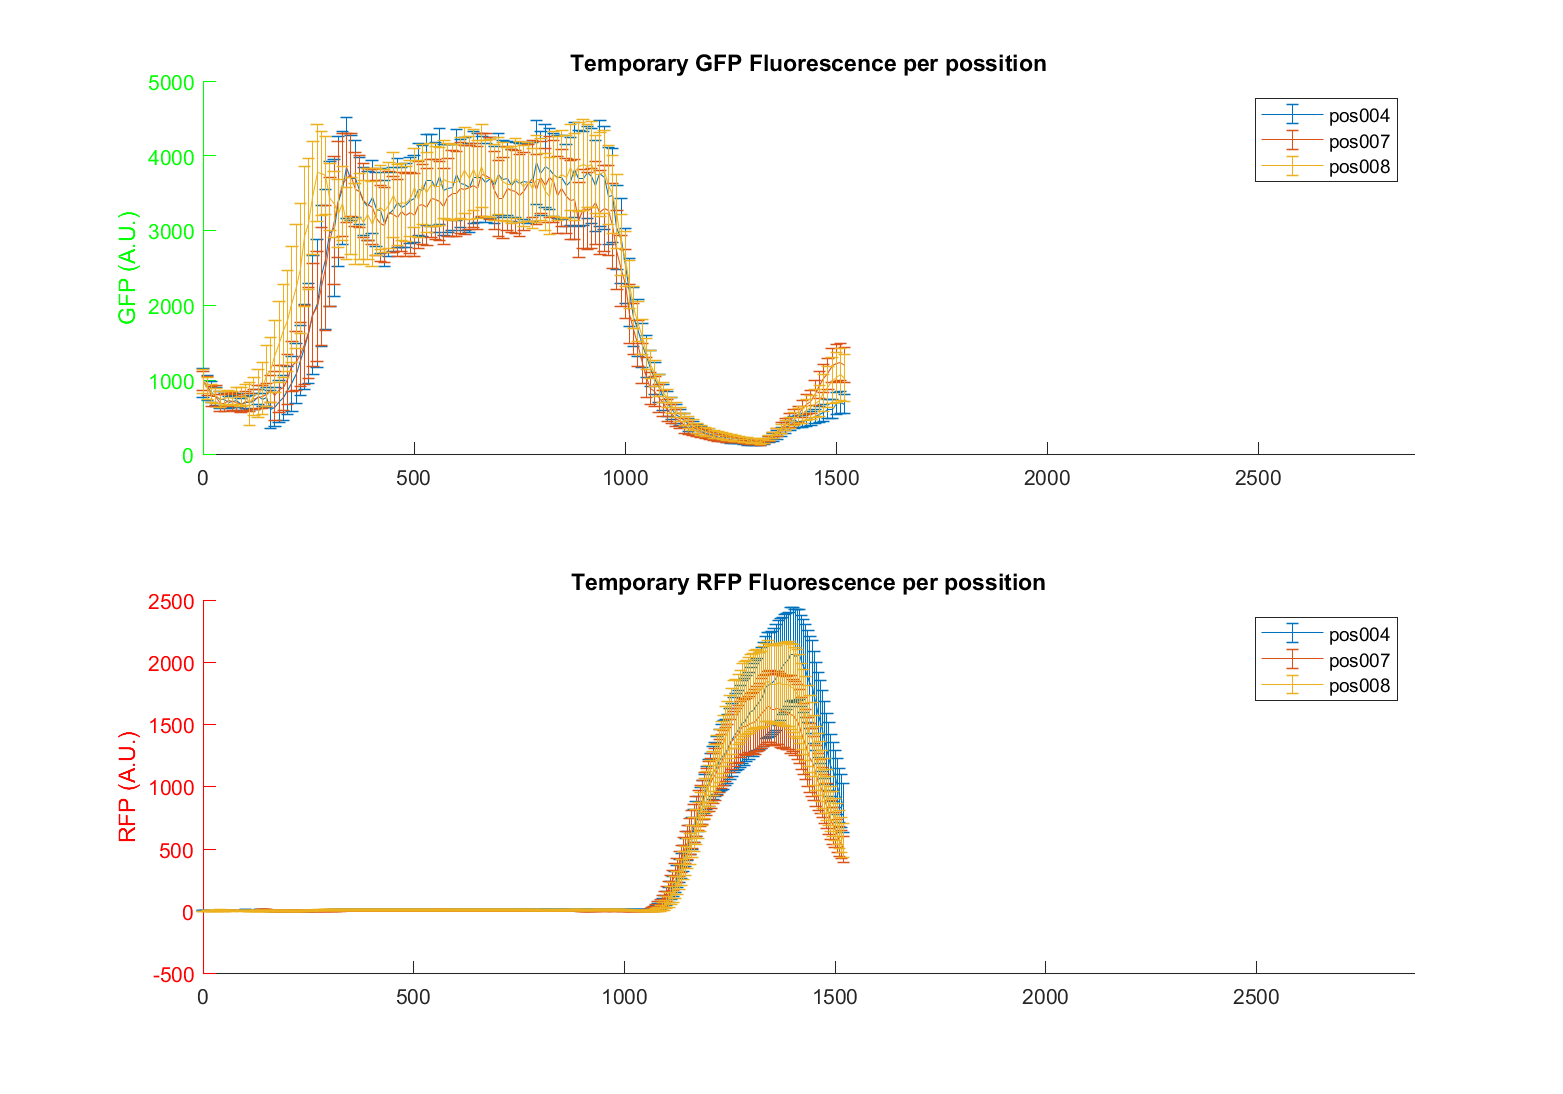 Temporary GFP Fluorescence per possition
5000
4000
3000
2000
1000
0
GFP (A.U.)
0 500 1000 1500 2000 2500
pos004
pos007
pos008
Temporary RFP Fluorescence per possition
2500
2000
1500
1000
500
0
-500
RFP (A.U.)
0 500 1000 1500 2000 2500
pos004
pos007
pos008